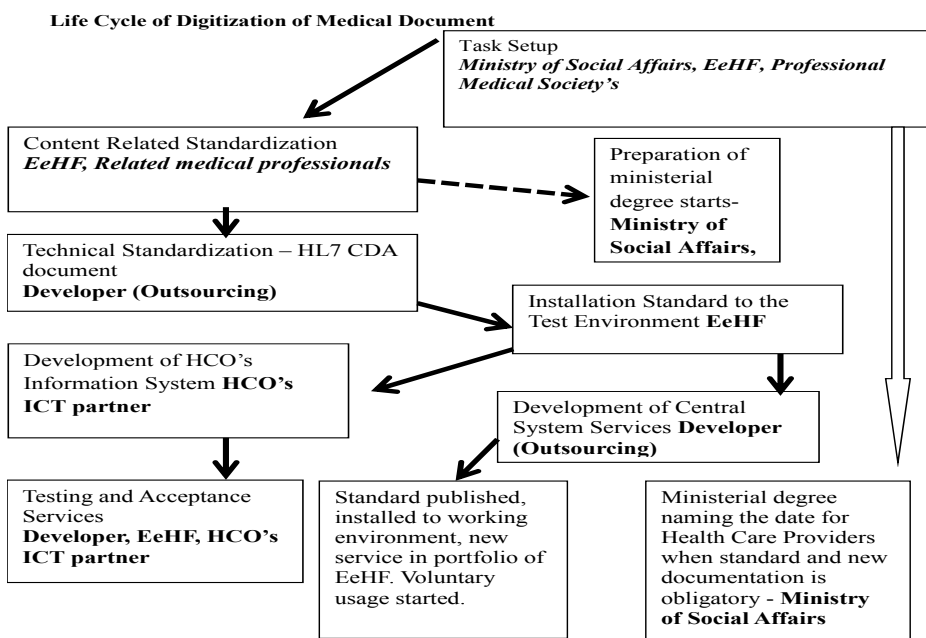 Life Cycle of Digitization of Medical Document
Task Setup
Ministry of Social Affairs, EeHF, Professional
Medical Society's
Content Related Standardization
EeHF, Related medical professionals
Preparation of
ministerial
degree starts-
Ministry of
Social Affairs,
Technical Standardization – HL7 CDA
document
Developer (Outsourcing)
Installation Standard to the
Test Environment EeHF
Development of HCO's
Information System HCO's
ICT partner
Development of Central
System Services Developer
(Outsourcing)
Testing and Acceptance
Services
Developer, EeHF, HCO's
ICT partner
Standard published,
installed to working
environment, new
service in portfolio of
EeHF. Voluntary
usage started.
Ministerial degree
naming the date for
Health Care Providers
when standard and new
documentation is
obligatory - Ministry
of Social Affairs